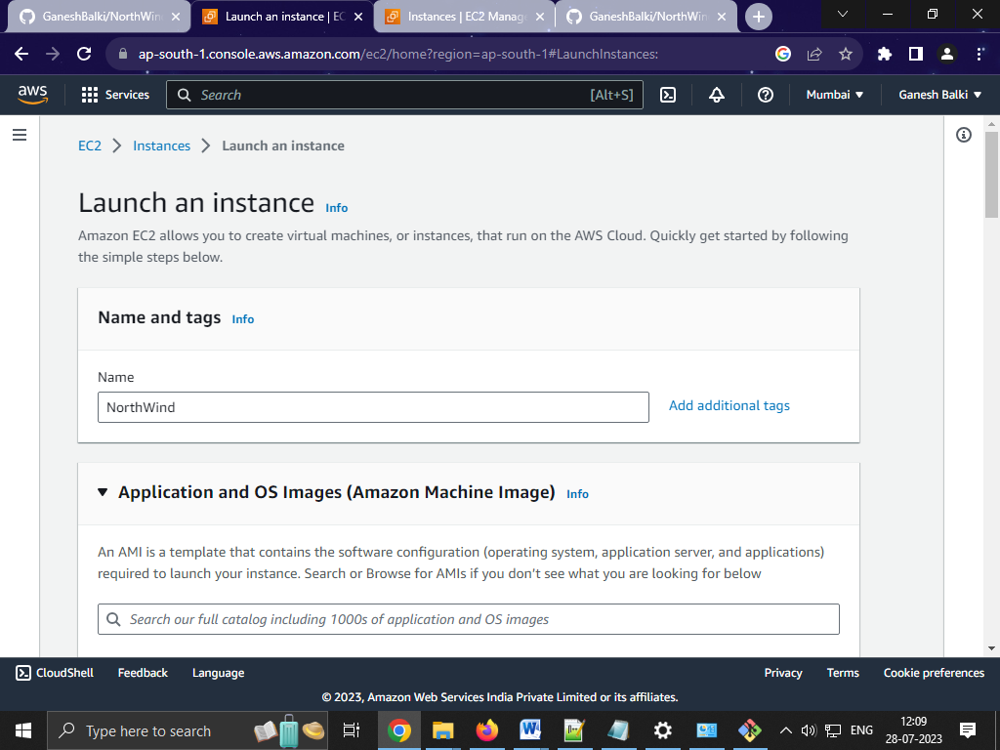 GaneshBalki/NorthWin
Launch an instance | EC
Instances | EC2 Manage
GaneshBalki/NorthWin
ap-south-1.console.aws.amazon.com/ec2/home?region=ap-south-1#LaunchInstances:
aws
Services
Search
[Alt+S]
Mumbai
Ganesh Balki
EC2
Instances
Launch an instance
Launch an instance Info
Amazon EC2 allows you to create virtual machines, or instances, that run on the AWS Cloud. Quickly get started by following
the simple steps below.
Name and tags Info
Name
NorthWind
Add additional tags
Application and OS Images (Amazon Machine Image) Info
An AMI is a template that contains the software configuration (operating system, application server, and applications)
required to launch your instance. Search or Browse for AMIs if you don't see what you are looking for below
Search our full catalog including 1000s of application and OS images
CloudShell
Feedback
Language
Privacy
Terms
Cookie preferences
© 2023, Amazon Web Services India Private Limited or its affiliates.
Type here to search
ENG
12:09
28-07-2023